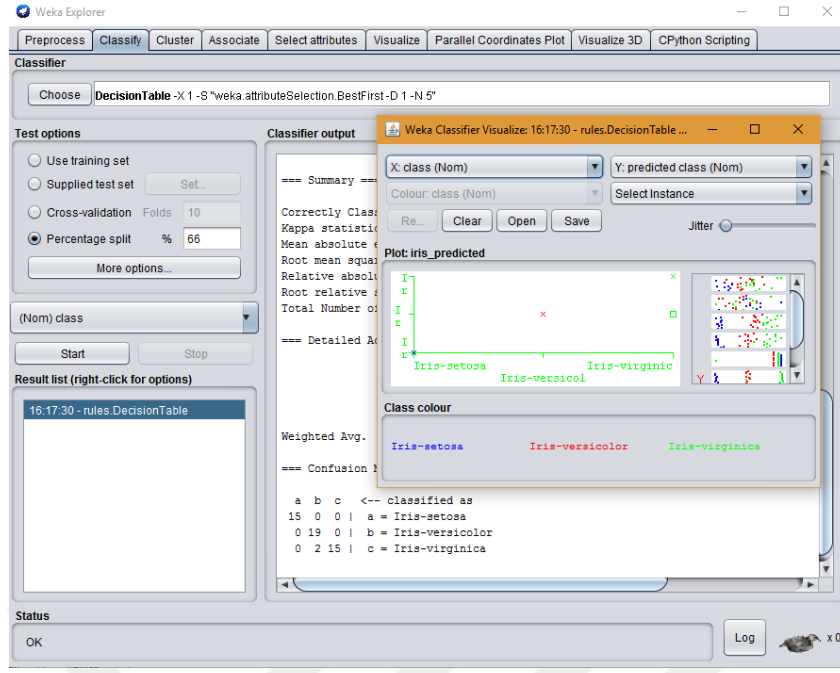 Weka Explorer
Preprocess Classify Cluster Associate Select attributes Visualize Parallel Coordinates Plot Visualize 3D CPython Scripting
Classifier
Choose DecisionTable -X 1 -S "weka.attributeSelection.BestFirst -D 1 -N 5"
Test options
Use training set
Supplied test set Set...
Cross-validation Folds 10
Percentage split % 66
More options...
(Nom) class
Start Stop
Result list (right-click for options)
16:17:30 - rules.DecisionTable
Classifier output
=== Summary ===
Correctly Clas
Kappa statistic
Mean absolute e
Root mean squar
Relative absolu
Root relative s
Total Number of
=== Detailed Ac
Weighted Avg.
=== Confusion M
a b c <-- classified as
15 0 0 | a = Iris-setosa
0 19 0 | b = Iris-versicolor
0 2 15 | c = Iris-virginica
Weka Classifier Visualize: 16:17:30 - rules.DecisionTable ...
X: class (Nom) Y: predicted class (Nom)
Colour: class (Nom) Select Instance
Re... Clear Open Save Jitter
Plot: iris_predicted
I
r
I
r
I
r
Iris-setosa Iris-virginic
Iris-versicol
Y
Class colour
Iris-setosa Iris-versicolor Iris-virginica
Status
OK
Log x 0